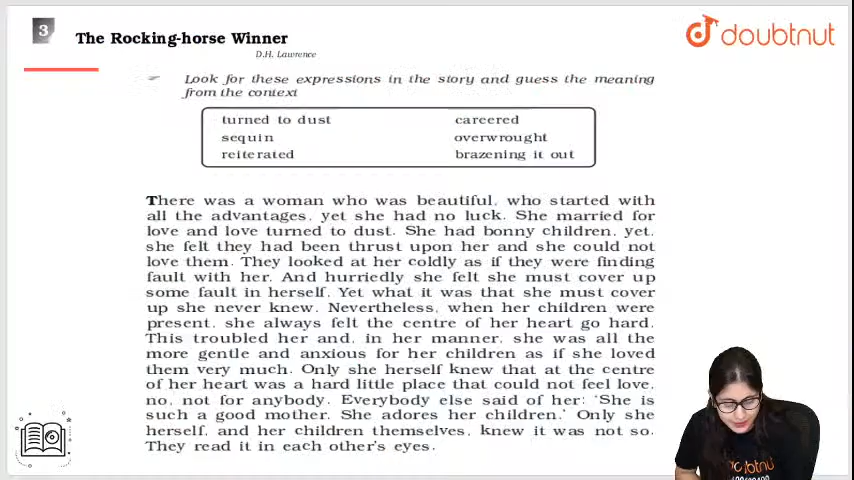 3
The Rocking-horse Winner
D.H. Lawrence
doubtnut
Look for these expressions in the story and guess the meaning
from the context
turned to dust careered
sequin overwrought
reiterated brazening it out
There was a woman who was beautiful, who started with
all the advantages, yet she had no luck. She married for
love and love turned to dust. She had bonny children, yet,
she felt they had been thrust upon her and she could not
love them. They looked at her coldly as if they were finding
fault with her. And hurriedly she felt she must cover up
some fault in herself. Yet what it was that she must cover
up she never knew. Nevertheless, when her children were
present, she always felt the centre of her heart go hard.
This troubled her and, in her manner, she was all the
more gentle and anxious for her children as if she loved
them very much. Only she herself knew that at the centre
of her heart was a hard little place that could not feel love,
no, not for anybody. Everybody else said of her: 'She is
such a good mother. She adores her children.' Only she
herself, and her children themselves, knew it was not so.
They read it in each other's eyes.
doubtnut